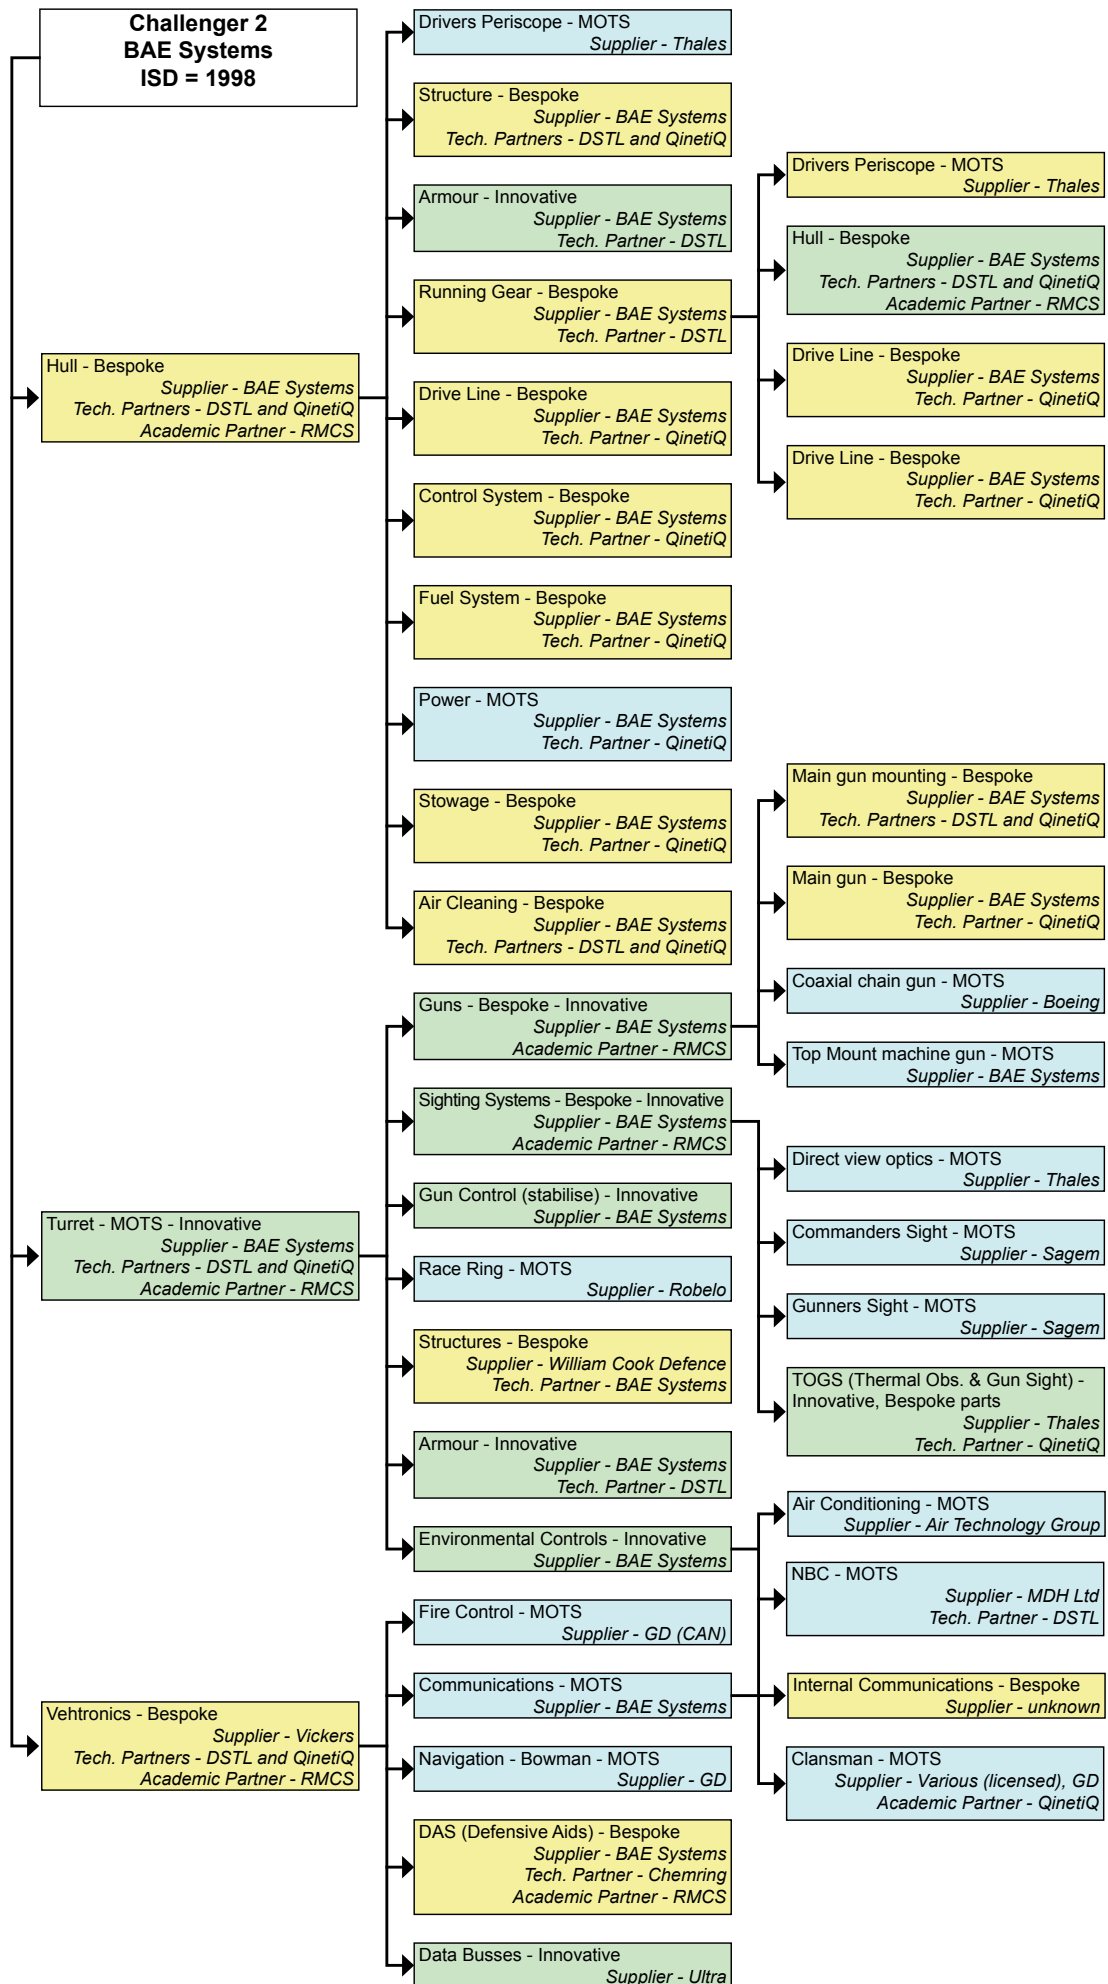 Challenger 2
BAE Systems
ISD = 1998
Hull - Bespoke
Supplier - BAE Systems
Tech. Partners - DSTL and QinetiQ
Academic Partner - RMCS
Turret - MOTS - Innovative
Supplier - BAE Systems
Tech. Partners - DSTL and QinetiQ
Academic Partner - RMCS
Vehtronics - Bespoke
Supplier - Vickers
Tech. Partners - DSTL and QinetiQ
Academic Partner - RMCS
Drivers Periscope - MOTS
Supplier - Thales
Structure - Bespoke
Supplier - BAE Systems
Tech. Partners - DSTL and QinetiQ
Armour - Innovative
Supplier - BAE Systems
Tech. Partner - DSTL
Running Gear - Bespoke
Supplier - BAE Systems
Tech. Partner - DSTL
Drive Line - Bespoke
Supplier - BAE Systems
Tech. Partner - QinetiQ
Control System - Bespoke
Supplier - BAE Systems
Tech. Partner - QinetiQ
Fuel System - Bespoke
Supplier - BAE Systems
Tech. Partner - QinetiQ
Power - MOTS
Supplier - BAE Systems
Tech. Partner - QinetiQ
Stowage - Bespoke
Supplier - BAE Systems
Tech. Partner - QinetiQ
Air Cleaning - Bespoke
Supplier - BAE Systems
Tech. Partners - DSTL and QinetiQ
Guns - Bespoke - Innovative
Supplier - BAE Systems
Academic Partner - RMCS
Sighting Systems - Bespoke - Innovative
Supplier - BAE Systems
Academic Partner - RMCS
Gun Control (stabilise) - Innovative
Supplier - BAE Systems
Race Ring - MOTS
Supplier - Robelo
Structures - Bespoke
Supplier - William Cook Defence
Tech. Partner - BAE Systems
Armour - Innovative
Supplier - BAE Systems
Tech. Partner - DSTL
Environmental Controls - Innovative
Supplier - BAE Systems
Fire Control - MOTS
Supplier - GD (CAN)
Communications - MOTS
Supplier - BAE Systems
Navigation - Bowman - MOTS
Supplier - GD
DAS (Defensive Aids) - Bespoke
Supplier - BAE Systems
Tech. Partner - Chemring
Academic Partner - RMCS
Data Busses - Innovative
Supplier - Ultra
Drivers Periscope - MOTS
Supplier - Thales
Hull - Bespoke
Supplier - BAE Systems
Tech. Partners - DSTL and QinetiQ
Academic Partner - RMCS
Drive Line - Bespoke
Supplier - BAE Systems
Tech. Partner - QinetiQ
Drive Line - Bespoke
Supplier - BAE Systems
Tech. Partner - QinetiQ
Main gun mounting - Bespoke
Supplier - BAE Systems
Tech. Partners - DSTL and QinetiQ
Main gun - Bespoke
Supplier - BAE Systems
Tech. Partner - QinetiQ
Coaxial chain gun - MOTS
Supplier - Boeing
Top Mount machine gun - MOTS
Supplier - BAE Systems
Direct view optics - MOTS
Supplier - Thales
Commanders Sight - MOTS
Supplier - Sagem
Gunners Sight - MOTS
Supplier - Sagem
TOGS (Thermal Obs. & Gun Sight) -
Innovative, Bespoke parts
Supplier - Thales
Tech. Partner - QinetiQ
Air Conditioning - MOTS
Supplier - Air Technology Group
NBC - MOTS
Supplier - MDH Ltd
Tech. Partner - DSTL
Internal Communications - Bespoke
Supplier - unknown
Clansman - MOTS
Supplier - Various (licensed), GD
Academic Partner - QinetiQ